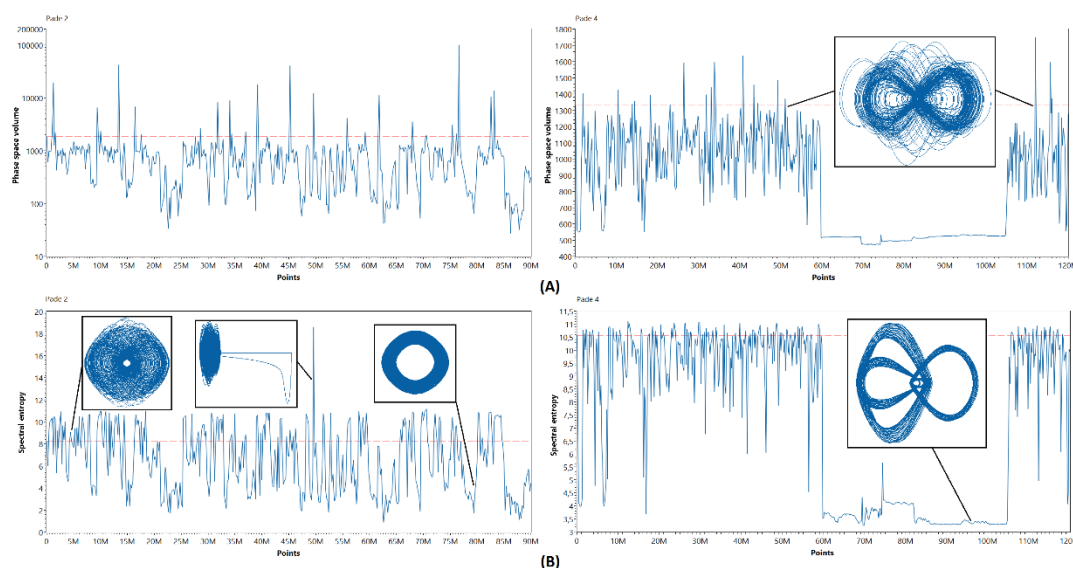 Pade 2
Phase space volume
200000
100000
10000
1000
100
10
0 5M 10M 15M 20M 25M 30M 35M 40M 45M 50M 55M 60M 65M 70M 75M 80M 85M 90M
Points
Pade 4
Phase space volume
1800
1700
1600
1500
1400
1300
1200
1100
1000
900
800
700
600
500
400
0 10M 20M 30M 40M 50M 60M 70M 80M 90M 100M 110M 120M
Points
(A)
Pade 2
Spectral entropy
20
18
16
14
12
10
8
6
4
2
0
0 5M 10M 15M 20M 25M 30M 35M 40M 45M 50M 55M 60M 65M 70M 75M 80M 85M 90M
Points
Pade 4
Spectral entropy
11,5
11
10,5
10
9,5
9
8,5
8
7,5
7
6,5
6
5,5
5
4,5
4
3,5
0 10M 20M 30M 40M 50M 60M 70M 80M 90M 100M 110M
Points
(B)